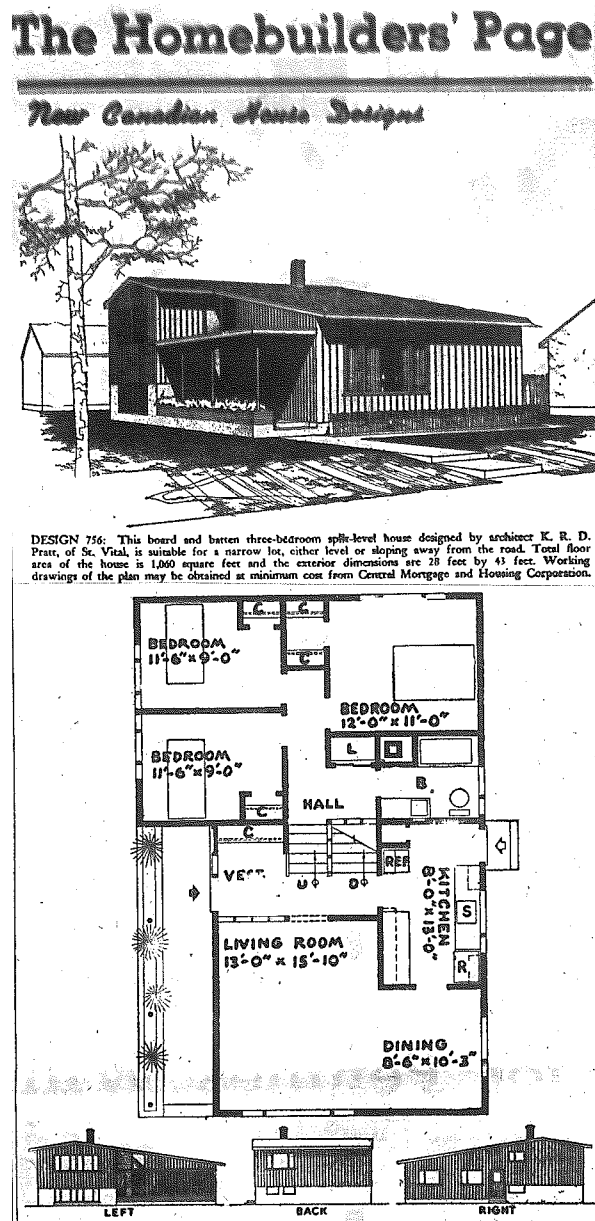 The Homebuilders' Page
New Canadian House Designs
DESIGN 756: This board and batten three-bedroom split-level house designed by architect K. R. D.
Pratt, of St. Vital, is suitable for a narrow lot, either level or sloping away from the road. Total floor
area of the house is 1,060 square feet and the exterior dimensions are 28 feet by 43 feet. Working
drawings of the plan may be obtained at minimum cost from Central Mortgage and Housing Corporation.
C
C
BEDROOM
11'-6" x 9'-0"
C
BEDROOM
12'-0" x 11'-0"
BEDROOM
11'-6" x 9'-0"
L
B.
HALL
C
C
VEST.
U
D
REF
KITCHEN
8'-0" x 13'-0"
S
R
LIVING ROOM
13'-0" x 15'-10"
DINING
8'-6" x 10'-3"
LEFT
BACK
RIGHT